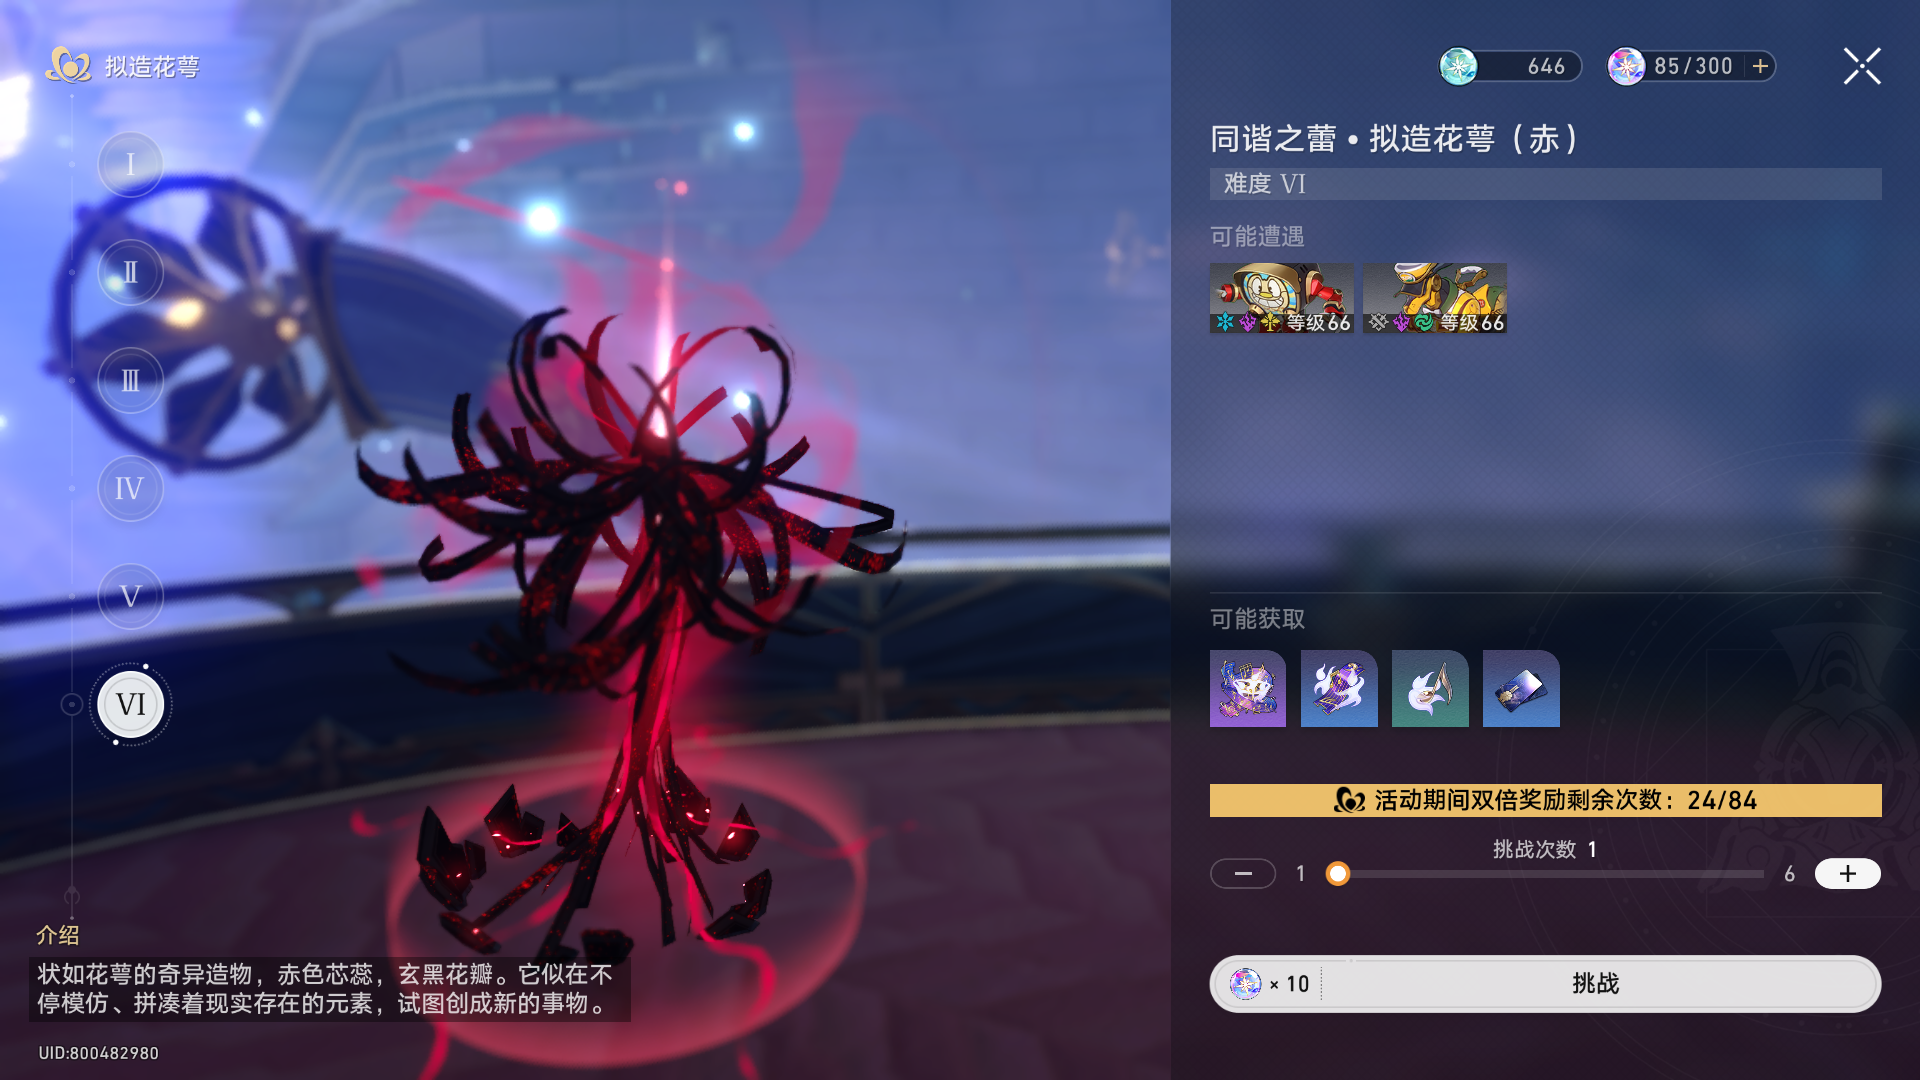 拟造花萼
646
85/300
同谐之蕾•拟造花萼（赤）
难度 VI
可能遭遇
等级66
等级66
I
II
III
IV
V
VI
可能获取
活动期间双倍奖励剩余次数：24/84
挑战次数 1
1
6
× 10
挑战
介绍
状如花萼的奇异造物，赤色芯蕊，玄黑花瓣。它似在不
停模仿、拼凑着现实存在的元素，试图创成新的事物。
UID:800482980